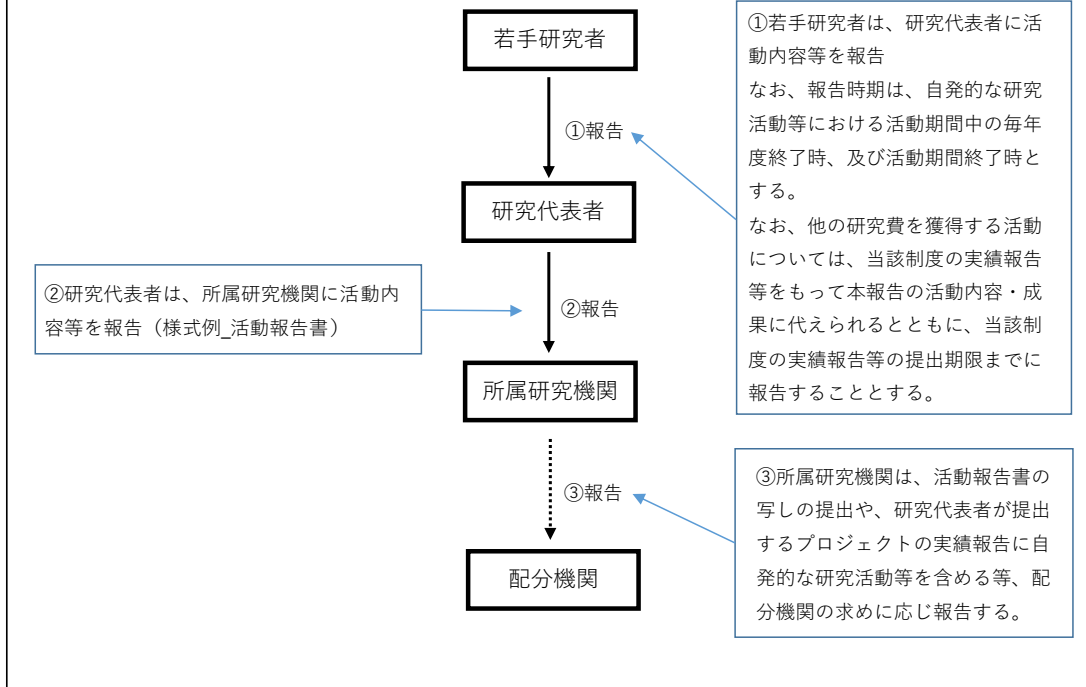 若手研究者
①報告
研究代表者
②報告
所属研究機関
③報告
配分機関
①若手研究者は、研究代表者に活
動内容等を報告
なお、報告時期は、自発的な研究
活動等における活動期間中の毎年
度終了時、及び活動期間終了時と
する。
なお、他の研究費を獲得する活動
については、当該制度の実績報告
等をもって本報告の活動内容・成
果に代えられるとともに、当該制
度の実績報告等の提出期限までに
報告することとする。
②研究代表者は、所属研究機関に活動内
容等を報告（様式例_活動報告書）
③所属研究機関は、活動報告書の
写しの提出や、研究代表者が提出
するプロジェクトの実績報告に自
発的な研究活動等を含める等、配
分機関の求めに応じ報告する。